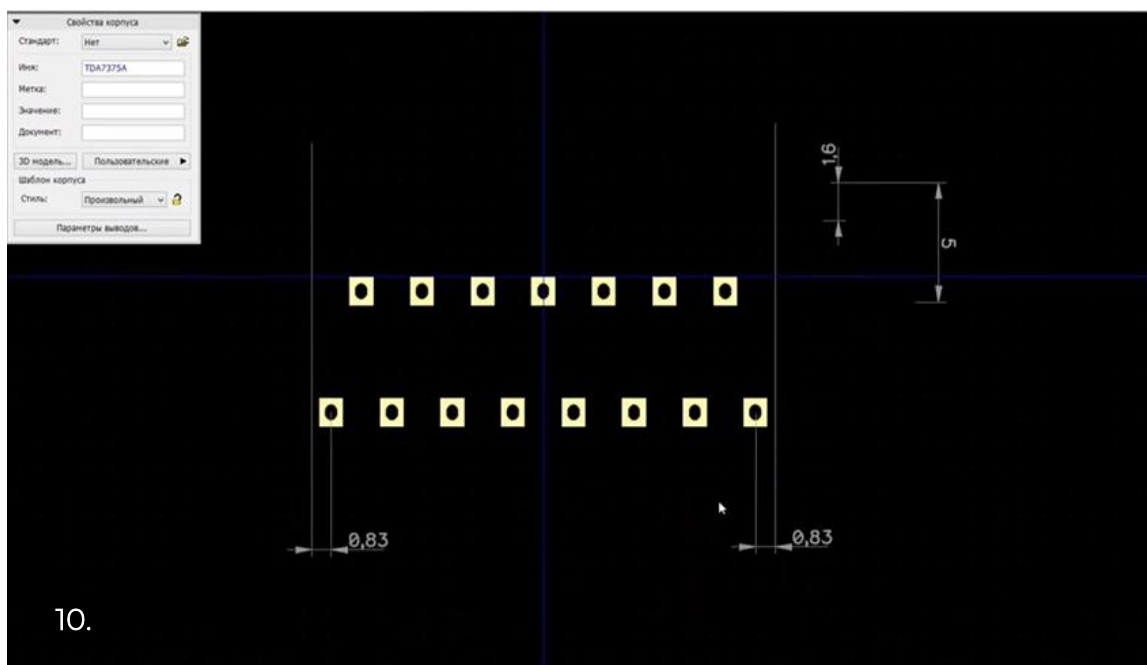 Свойства корпуса
Стандарт: Нет
Имя: TDA7375A
Метка:
Значение:
Документ:
3D модель... Пользовательские
Шаблон корпуса
Стиль: Произвольный
Параметры выводов...
1,6
5
0,83
0,83
10.